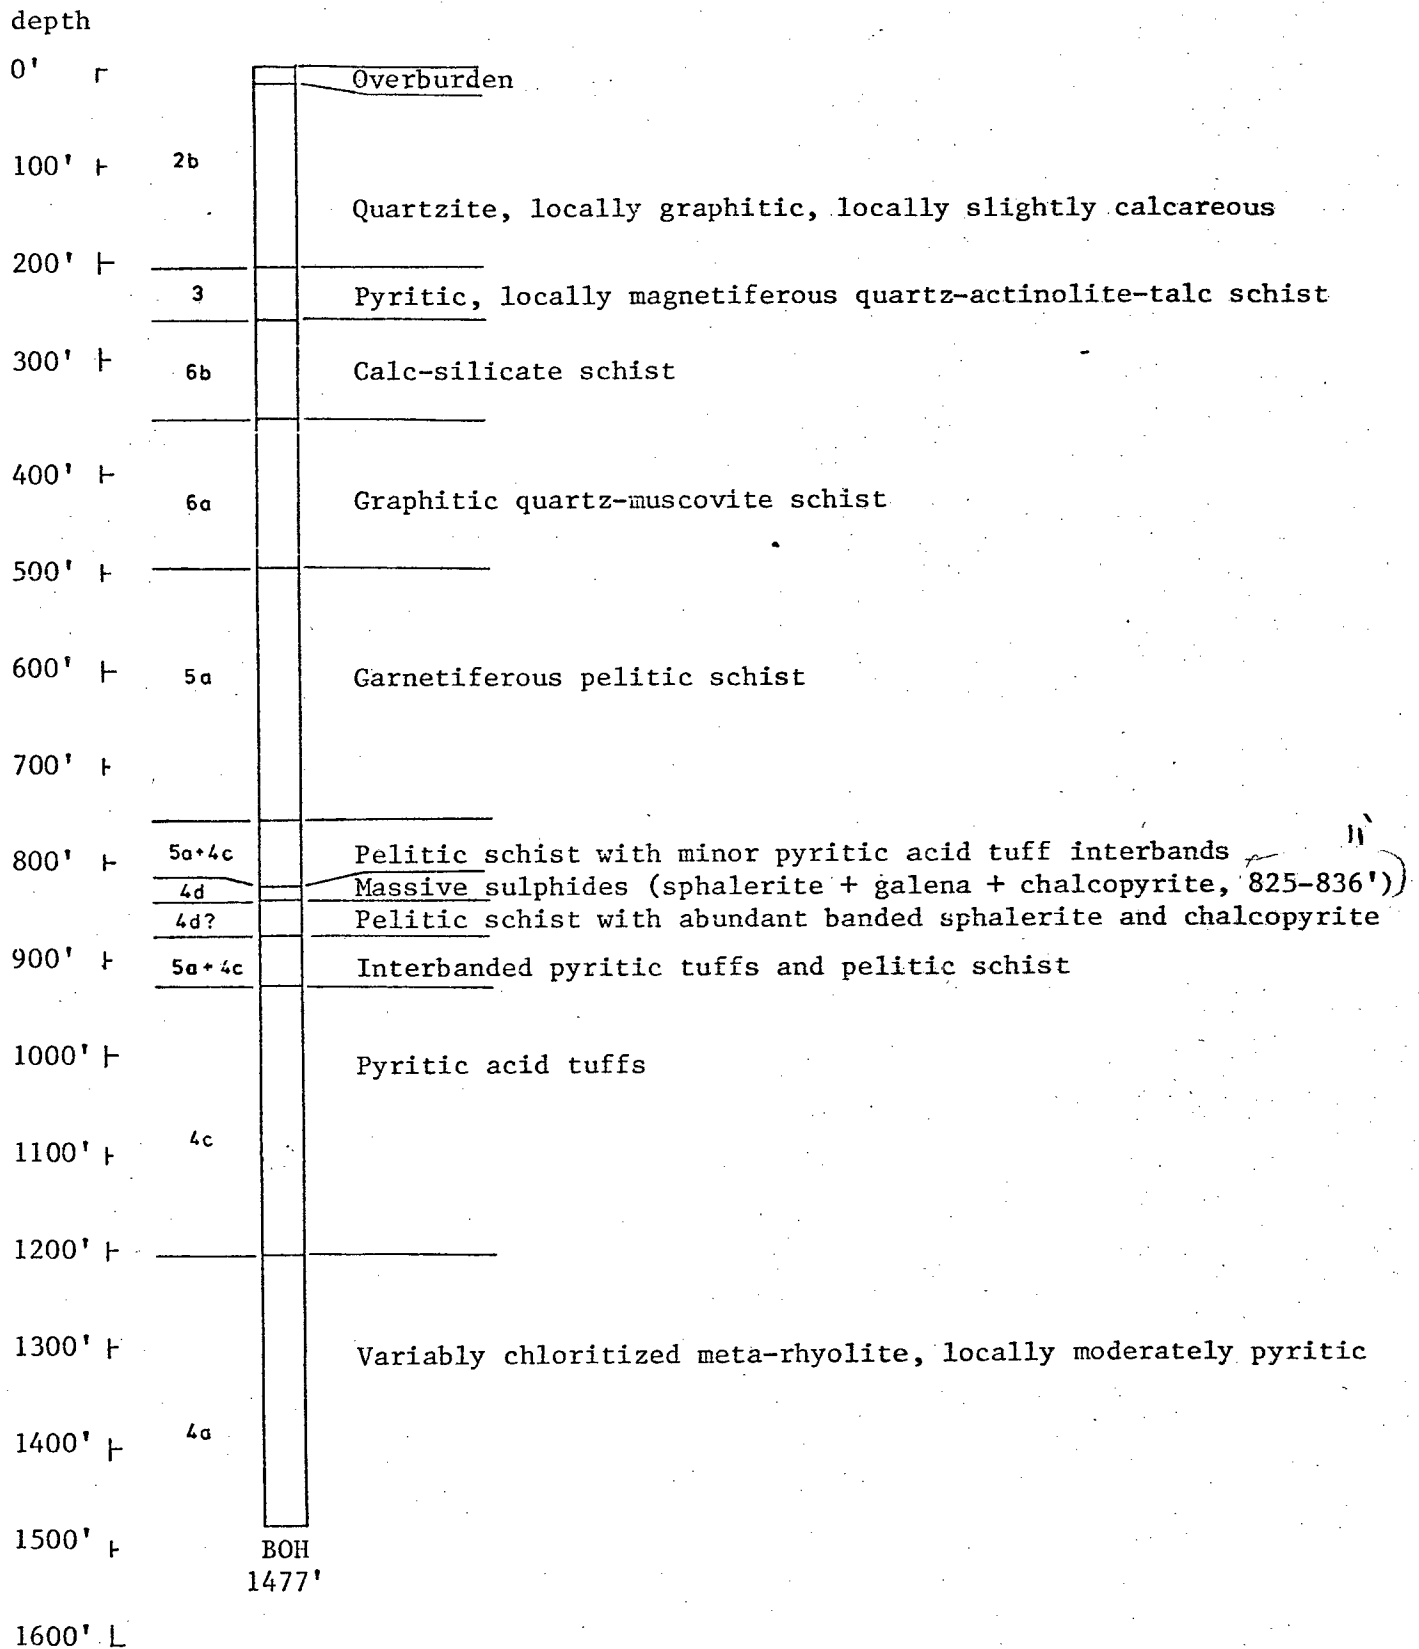 depth
0'
Overburden
100'
2b
Quartzite, locally graphitic, locally slightly calcareous
200'
3
Pyritic, locally magnetiferous quartz-actinolite-talc schist
300'
6b
Calc-silicate schist
400'
6a
Graphitic quartz-muscovite schist
500'
600'
5a
Garnetiferous pelitic schist
700'
800'
5a+4c
Pelitic schist with minor pyritic acid tuff interbands
11'
4d
Massive sulphides (sphalerite + galena + chalcopyrite, 825-836')
4d?
Pelitic schist with abundant banded sphalerite and chalcopyrite
900'
5a+4c
Interbanded pyritic tuffs and pelitic schist
1000'
Pyritic acid tuffs
1100'
4c
1200'
1300'
Variably chloritized meta-rhyolite, locally moderately pyritic
1400'
4a
1500'
BOH
1477'
1600'